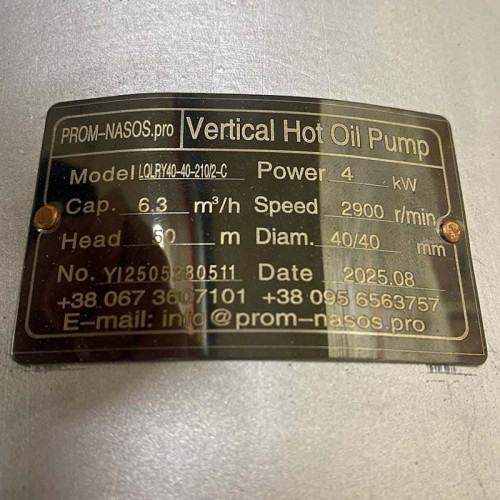 PROM-NASOS.pro Vertical Hot Oil Pump
Model LQLRY40-40-210/2-C Power 4 kW
Cap. 6.3 m³/h Speed 2900 r/min
Head 50 m Diam. 40/40 mm
No. YI2505280511 Date 2025.08
+38 067 3607101 +38 095 6563757
E-mail: info@prom-nasos.pro